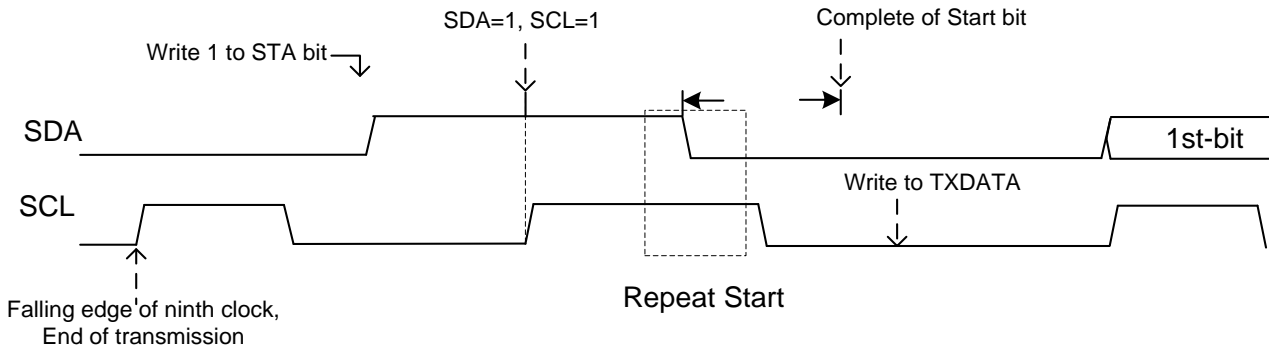 SDA=1, SCL=1
Complete of Start bit
Write 1 to STA bit
SDA
1st-bit
Write to TXDATA
SCL
Repeat Start
Falling edge of ninth clock,
End of transmission